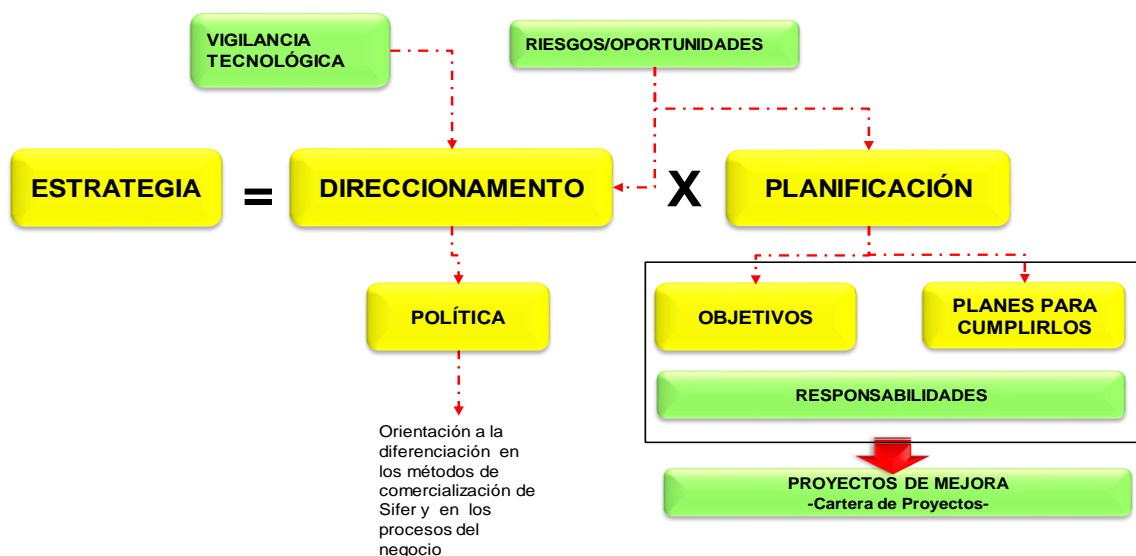 VIGILANCIA
TECNOLÓGICA
RIESGOS/OPORTUNIDADES
ESTRATEGIA = DIRECCIONAMENTO X PLANIFICACIÓN
POLÍTICA
OBJETIVOS
PLANES PARA
CUMPLIRLOS
RESPONSABILIDADES
Orientación a la
diferenciación en
los métodos de
comercialización de
Sifer y en los
procesos del
negocio
PROYECTOS DE MEJORA
-Cartera de Proyectos-